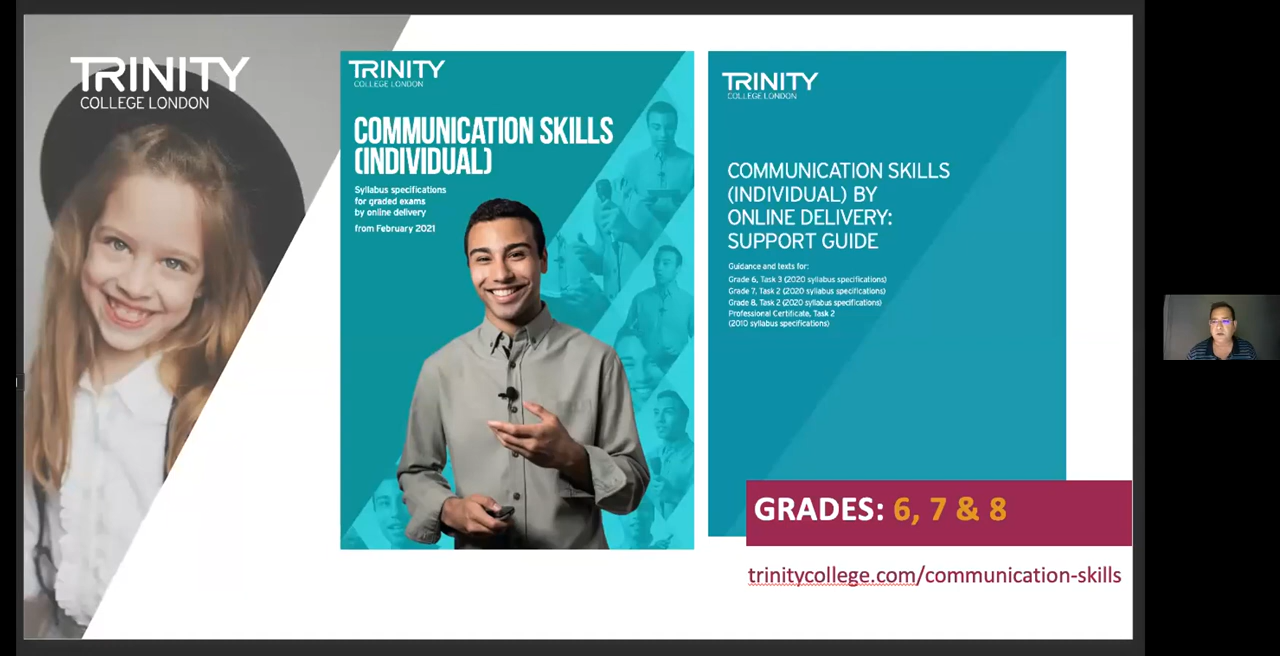 TRINITY
COLLEGE LONDON
TRINITY
COLLEGE LONDON
COMMUNICATION SKILLS
(INDIVIDUAL)
Syllabus specifications
for graded exams
by online delivery
from February 2021
TRINITY
COLLEGE LONDON
COMMUNICATION SKILLS
(INDIVIDUAL) BY
ONLINE DELIVERY:
SUPPORT GUIDE
Guidance and texts for:
Grade 6, Task 3 (2020 syllabus specifications)
Grade 7, Task 2 (2020 syllabus specifications)
Grade 8, Task 2 (2020 syllabus specifications)
Professional Certificate, Task 2
(2010 syllabus specifications)
GRADES: 6, 7 & 8
trinitycollege.com/communication-skills